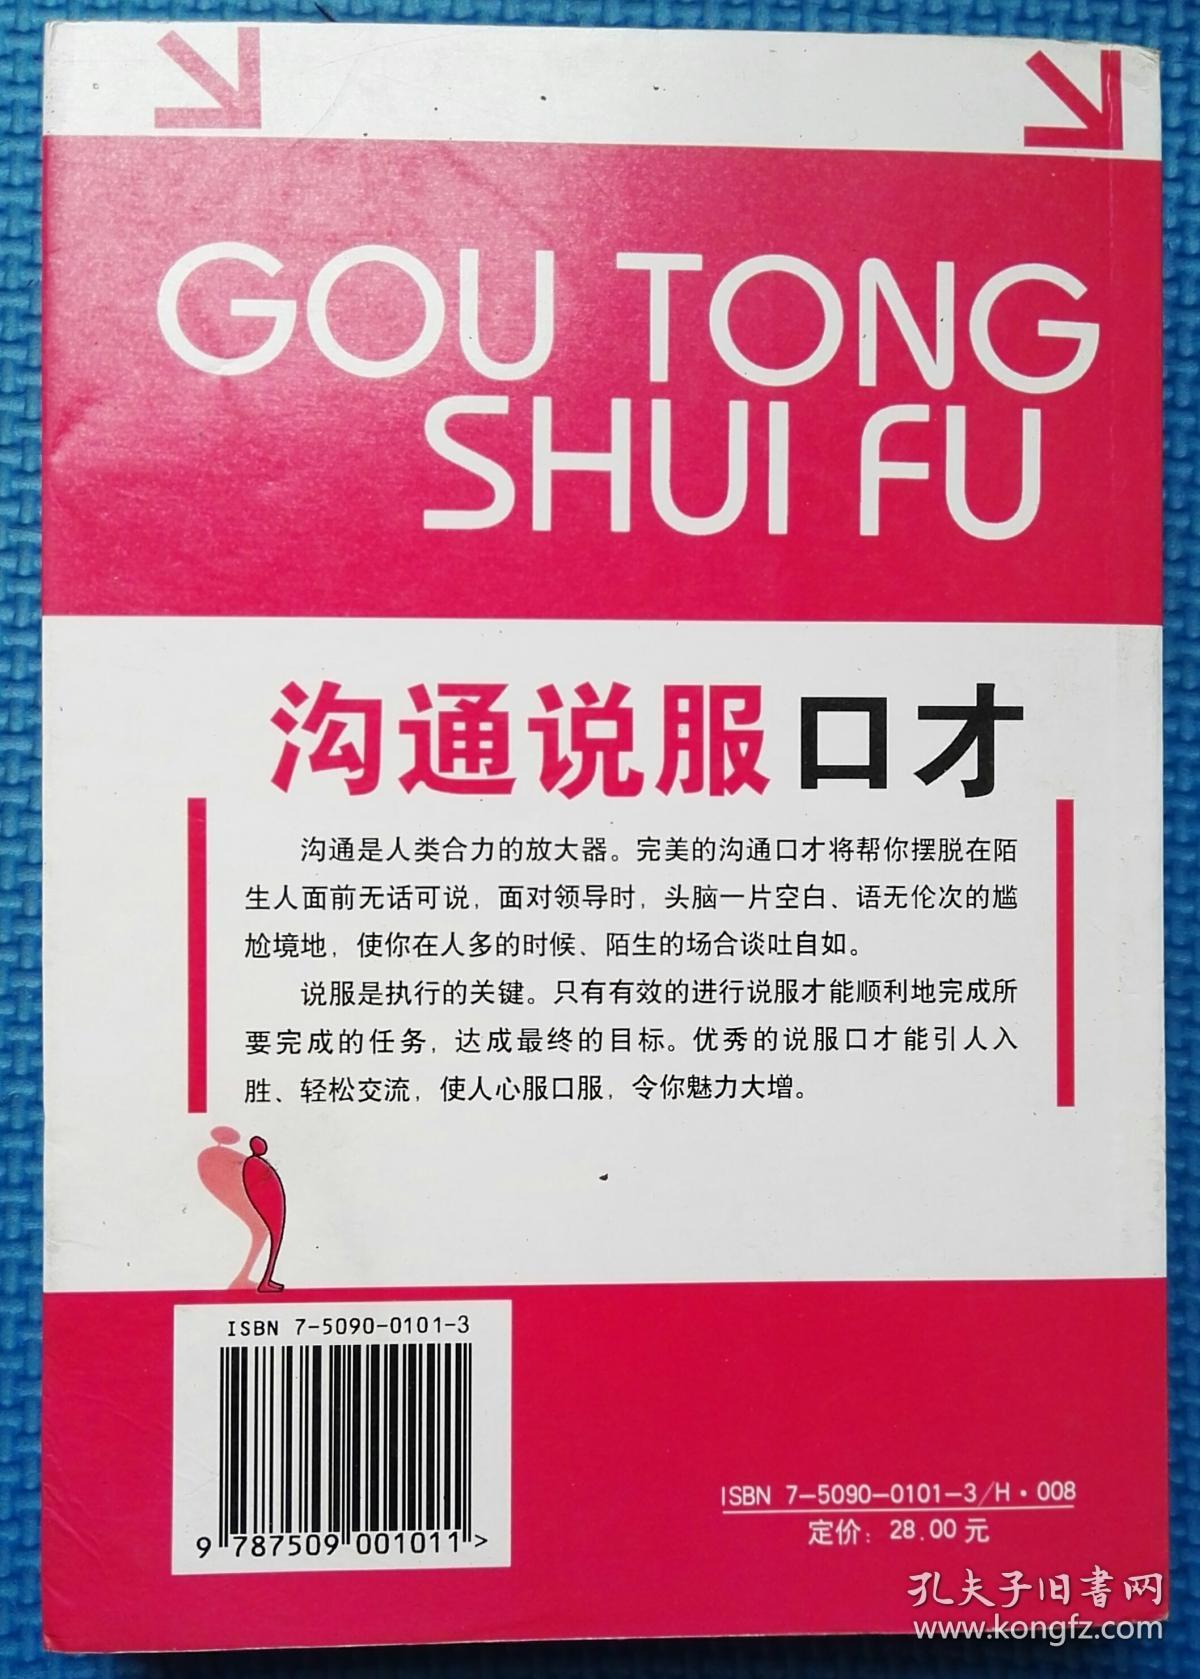 GOU TONG
SHUI FU
沟通说服口才
沟通是人类合力的放大器。完美的沟通口才将帮你摆脱在陌
生人面前无话可说，面对领导时，头脑一片空白、语无伦次的尴
尬境地，使你在人多的时候、陌生的场合谈吐自如。
说服是执行的关键。只有有效的进行说服才能顺利地完成所
要完成的任务，达成最终的目标。优秀的说服口才能引人入
胜、轻松交流，使人心服口服，令你魅力大增。
ISBN 7-5090-0101-3
9 787509 001011 >
ISBN 7-5090-0101-3/H·008
定价：28.00元
孔夫子旧书网
www.kongfz.com